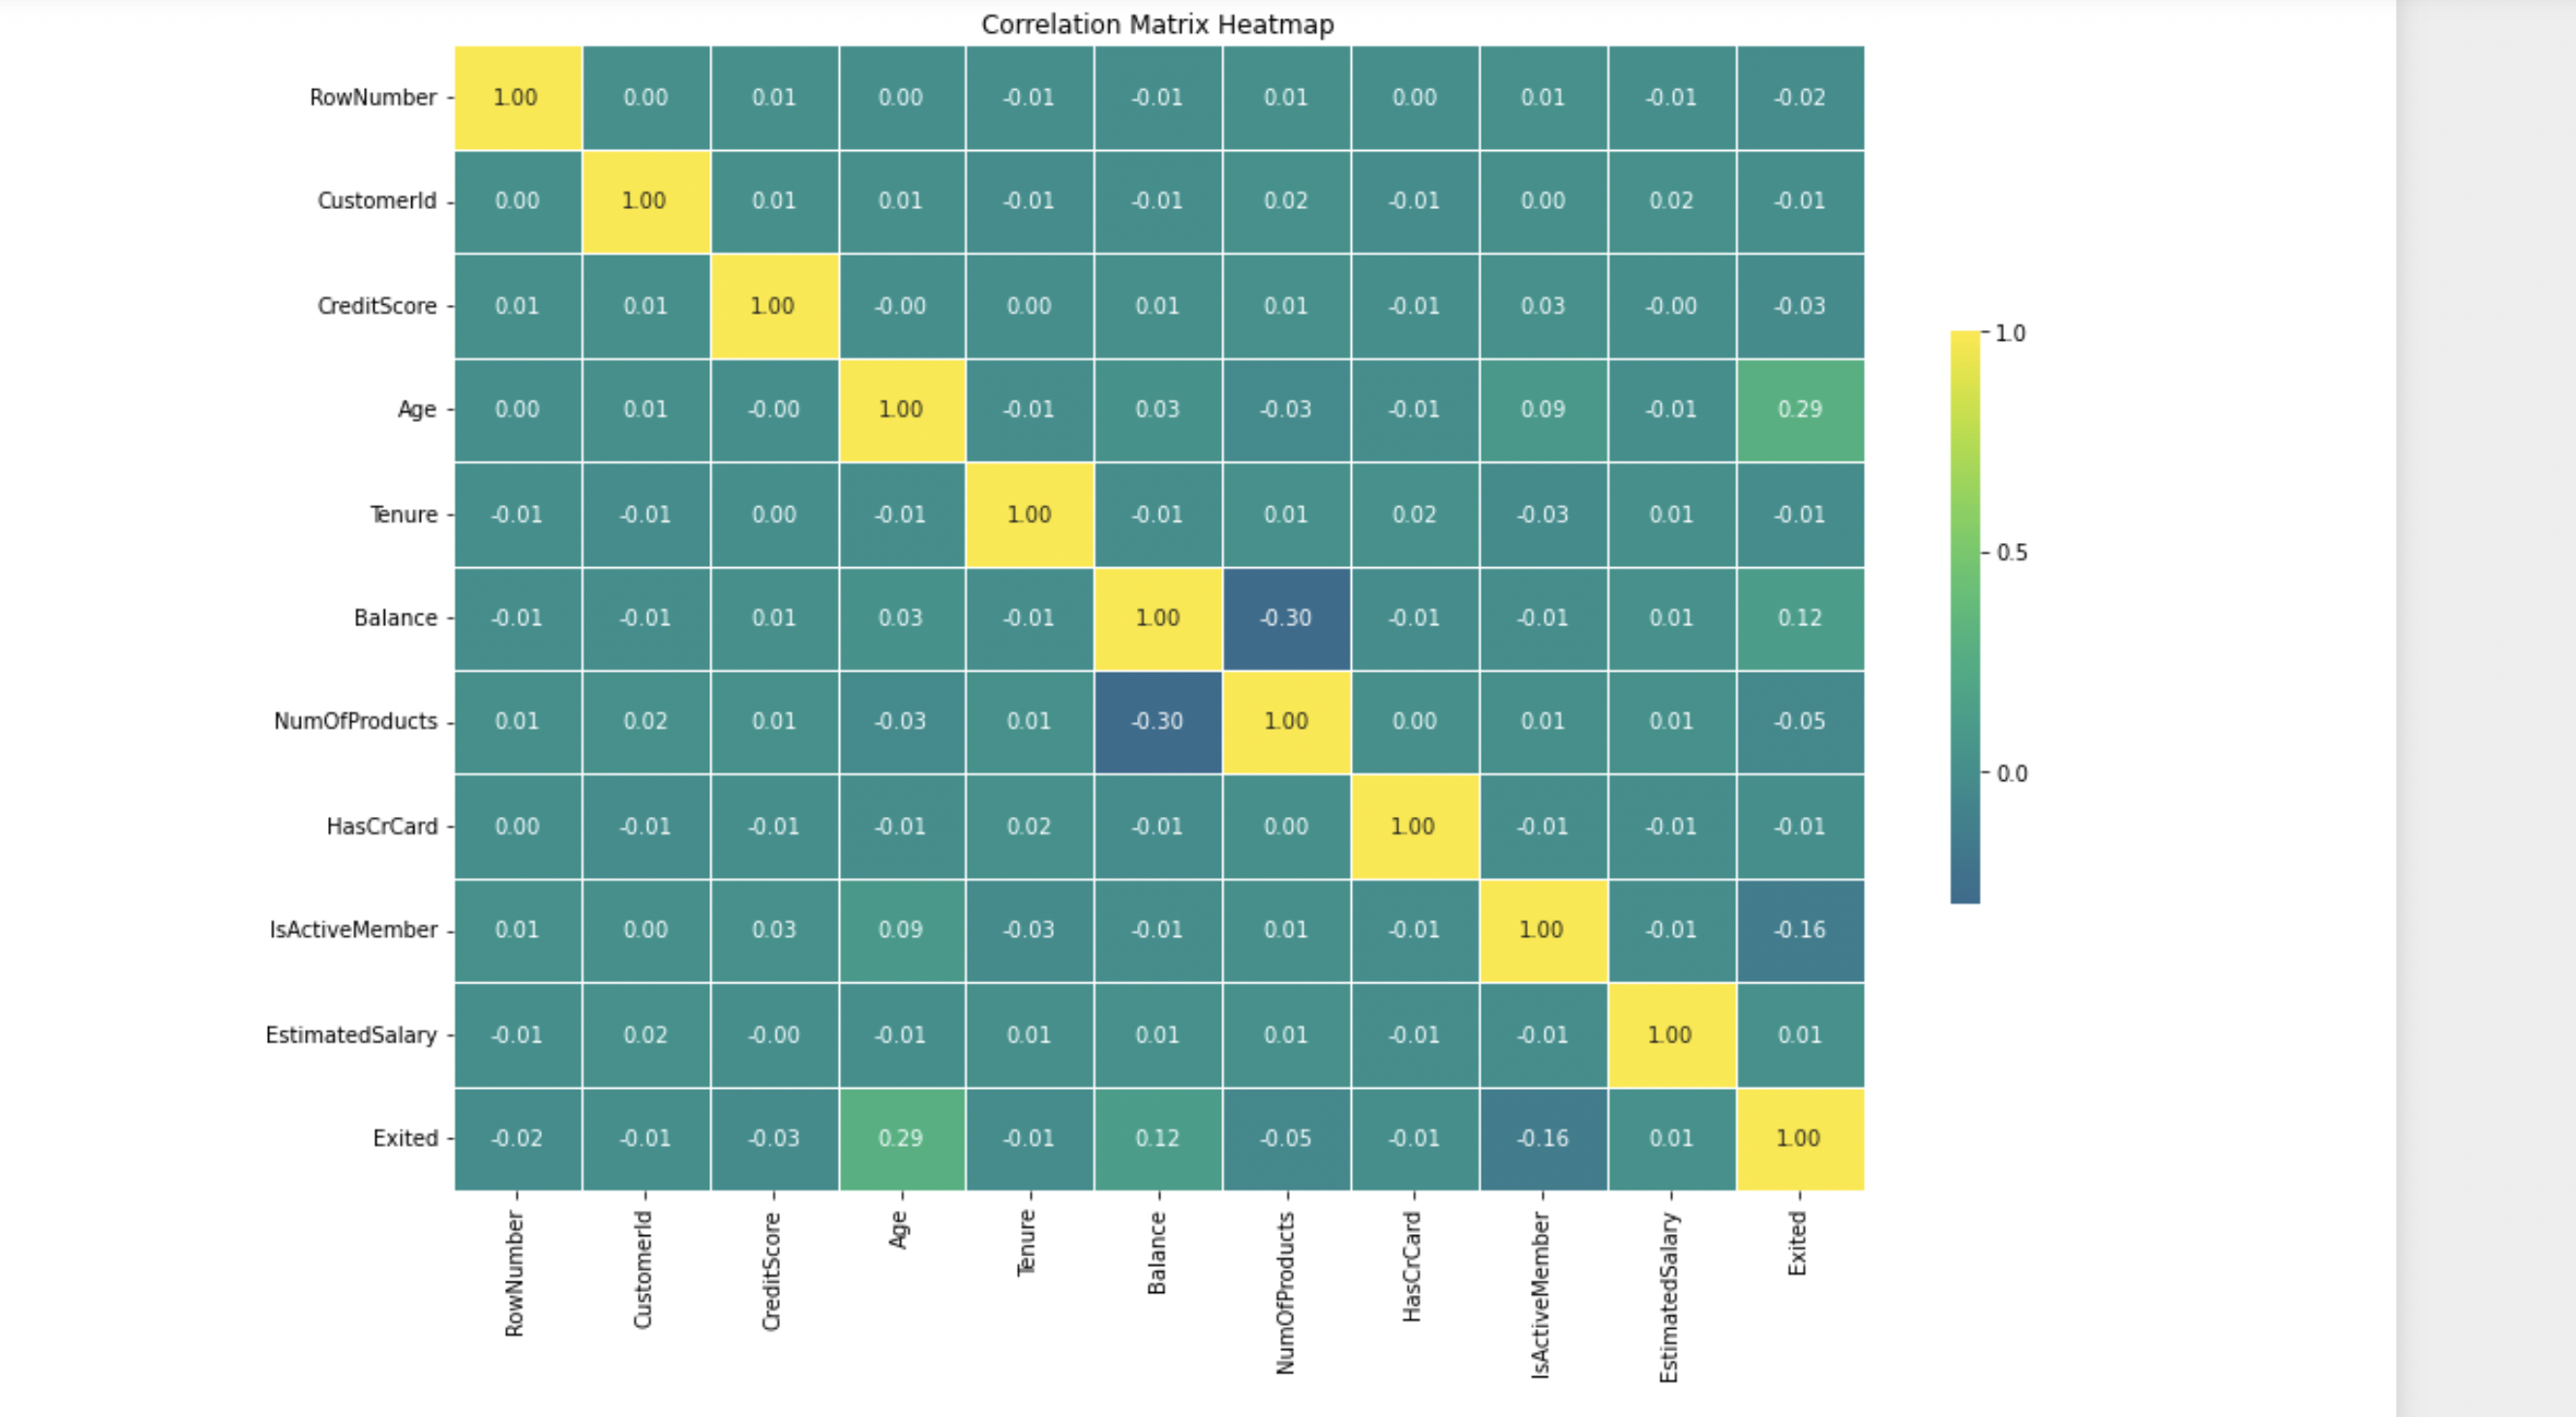 Correlation Matrix Heatmap
RowNumber 1.00 0.00 0.01 0.00 -0.01 -0.01 0.01 0.00 0.01 -0.01 -0.02
CustomerId 0.00 1.00 0.01 0.01 -0.01 -0.01 0.02 -0.01 0.00 0.02 -0.01
CreditScore 0.01 0.01 1.00 -0.00 0.00 0.01 0.01 -0.01 0.03 -0.00 -0.03
Age 0.00 0.01 -0.00 1.00 -0.01 0.03 -0.03 -0.01 0.09 -0.01 0.29
Tenure -0.01 -0.01 0.00 -0.01 1.00 -0.01 0.01 0.02 -0.03 0.01 -0.01
Balance -0.01 -0.01 0.01 0.03 -0.01 1.00 -0.30 -0.01 -0.01 0.01 0.12
NumOfProducts 0.01 0.02 0.01 -0.03 0.01 -0.30 1.00 0.00 0.01 0.01 -0.05
HasCrCard 0.00 -0.01 -0.01 -0.01 0.02 -0.01 0.00 1.00 -0.01 -0.01 -0.01
IsActiveMember 0.01 0.00 0.03 0.09 -0.03 -0.01 0.01 -0.01 1.00 -0.01 -0.16
EstimatedSalary -0.01 0.02 -0.00 -0.01 0.01 0.01 0.01 -0.01 -0.01 1.00 0.01
Exited -0.02 -0.01 -0.03 0.29 -0.01 0.12 -0.05 -0.01 -0.16 0.01 1.00
RowNumber CustomerId CreditScore Age Tenure Balance NumOfProducts HasCrCard IsActiveMember EstimatedSalary Exited
1.0
0.5
0.0